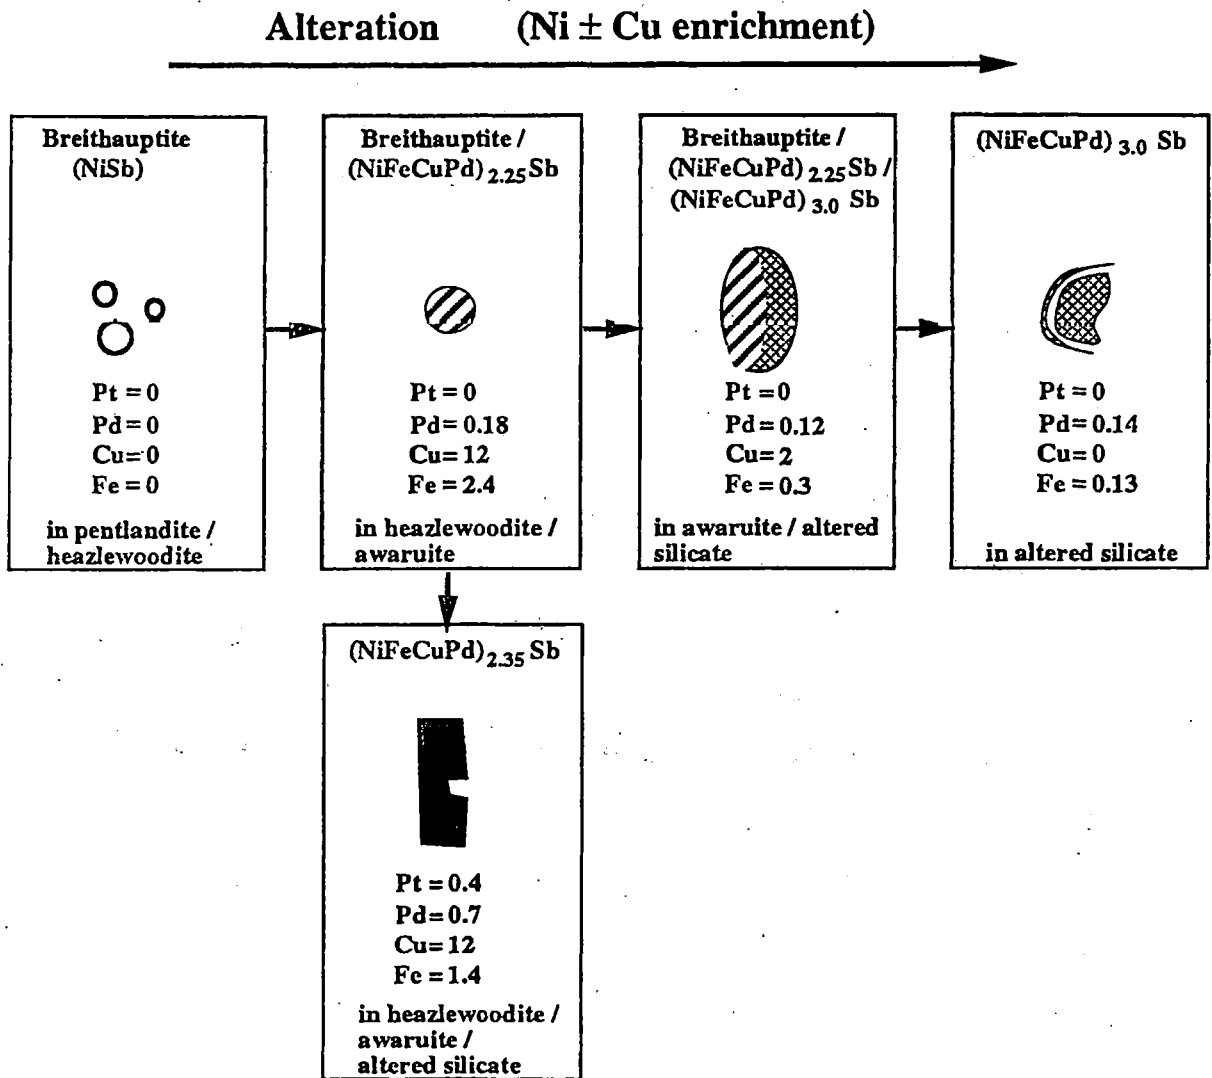 Alteration (Ni ± Cu enrichment)
Breithauptite
(NiSb)
Pt = 0
Pd = 0
Cu = 0
Fe = 0
in pentlandite /
heazlewoodite
Breithauptite /
(NiFeCuPd) 2.25 Sb
Pt = 0
Pd = 0.18
Cu = 12
Fe = 2.4
in heazlewoodite /
awaruite
Breithauptite /
(NiFeCuPd) 2.25 Sb /
(NiFeCuPd) 3.0 Sb
Pt = 0
Pd = 0.12
Cu = 2
Fe = 0.3
in awaruite / altered
silicate
(NiFeCuPd) 3.0 Sb
Pt = 0
Pd = 0.14
Cu = 0
Fe = 0.13
in altered silicate
(NiFeCuPd) 2.35 Sb
Pt = 0.4
Pd = 0.7
Cu = 12
Fe = 1.4
in heazlewoodite /
awaruite /
altered silicate